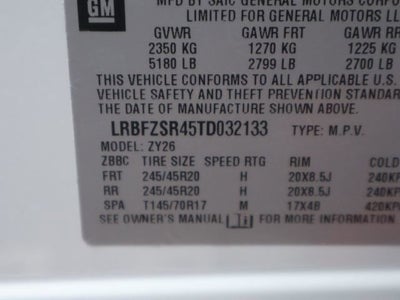 GM
MFD BY SAIC GENERAL MOTORS CORPOR
LIMITED FOR GENERAL MOTORS LL
GVWR GAWR FRT GAWR RR
2350 KG 1270 KG 1225 KG
5180 LB 2799 LB 2700 LB
THIS VEHICLE CONFORMS TO ALL APPLICABLE U.S.
VEHICLE SAFETY AND THEFT PREVENTION STANDAR
OF MANUFACTURE SHOWN ABOVE.
LRBFZSR45TD032133 TYPE: M.P.V.
MODEL: ZY26
ZBBC TIRE SIZE SPEED RTG RIM COLD
FRT 245/45R20 H 20X8.5J 240KP
RR 245/45R20 H 20X8.5J 240KP
SPA T145/70R17 M 17X4B 420KP
SEE OWNER'S MANUAL FOR MORE INFORMATION